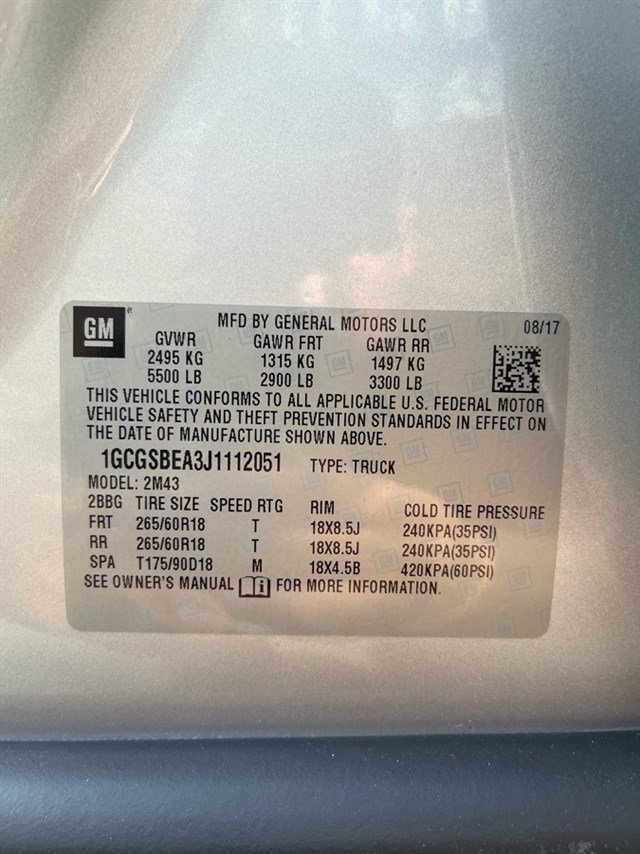 GM
MFD BY GENERAL MOTORS LLC 08/17
GVWR GAWR FRT GAWR RR
2495 KG 1315 KG 1497 KG
5500 LB 2900 LB 3300 LB
THIS VEHICLE CONFORMS TO ALL APPLICABLE U.S. FEDERAL MOTOR
VEHICLE SAFETY AND THEFT PREVENTION STANDARDS IN EFFECT ON
THE DATE OF MANUFACTURE SHOWN ABOVE.
1GCGSBEA3J1112051 TYPE: TRUCK
MODEL: 2M43
2BBG TIRE SIZE SPEED RTG RIM COLD TIRE PRESSURE
FRT 265/60R18 T 18X8.5J 240KPA(35PSI)
RR 265/60R18 T 18X8.5J 240KPA(35PSI)
SPA T175/90D18 M 18X4.5B 420KPA(60PSI)
SEE OWNER'S MANUAL i FOR MORE INFORMATION.